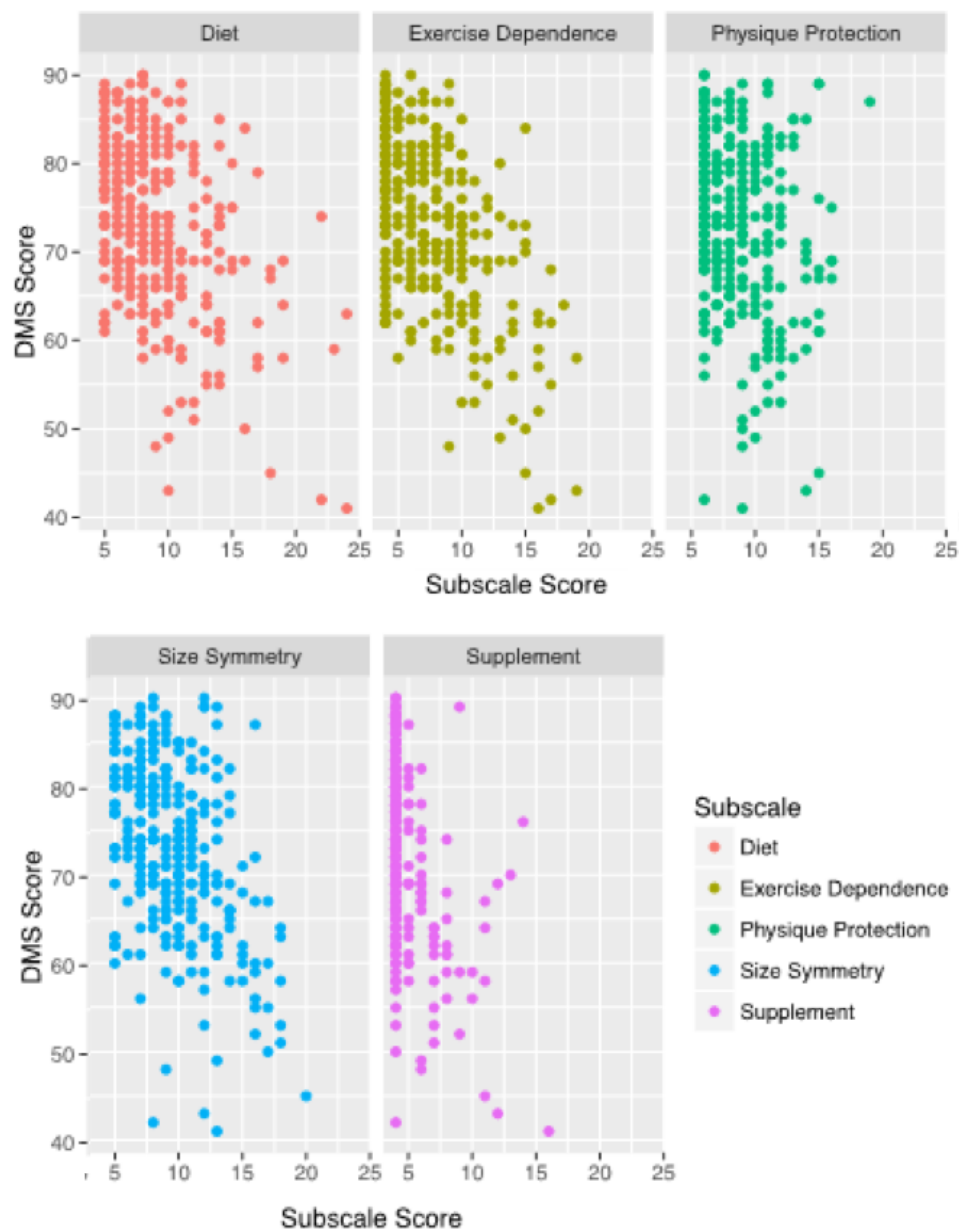 Diet Exercise Dependence Physique Protection
90
80
70
60
50
40
DMS Score
5 10 15 20 25 5 10 15 20 25 5 10 15 20 25
Subscale Score
Size Symmetry Supplement
90
80
70
60
50
40
DMS Score
5 10 15 20 25 5 10 15 20 25
Subscale Score
Subscale
Diet
Exercise Dependence
Physique Protection
Size Symmetry
Supplement